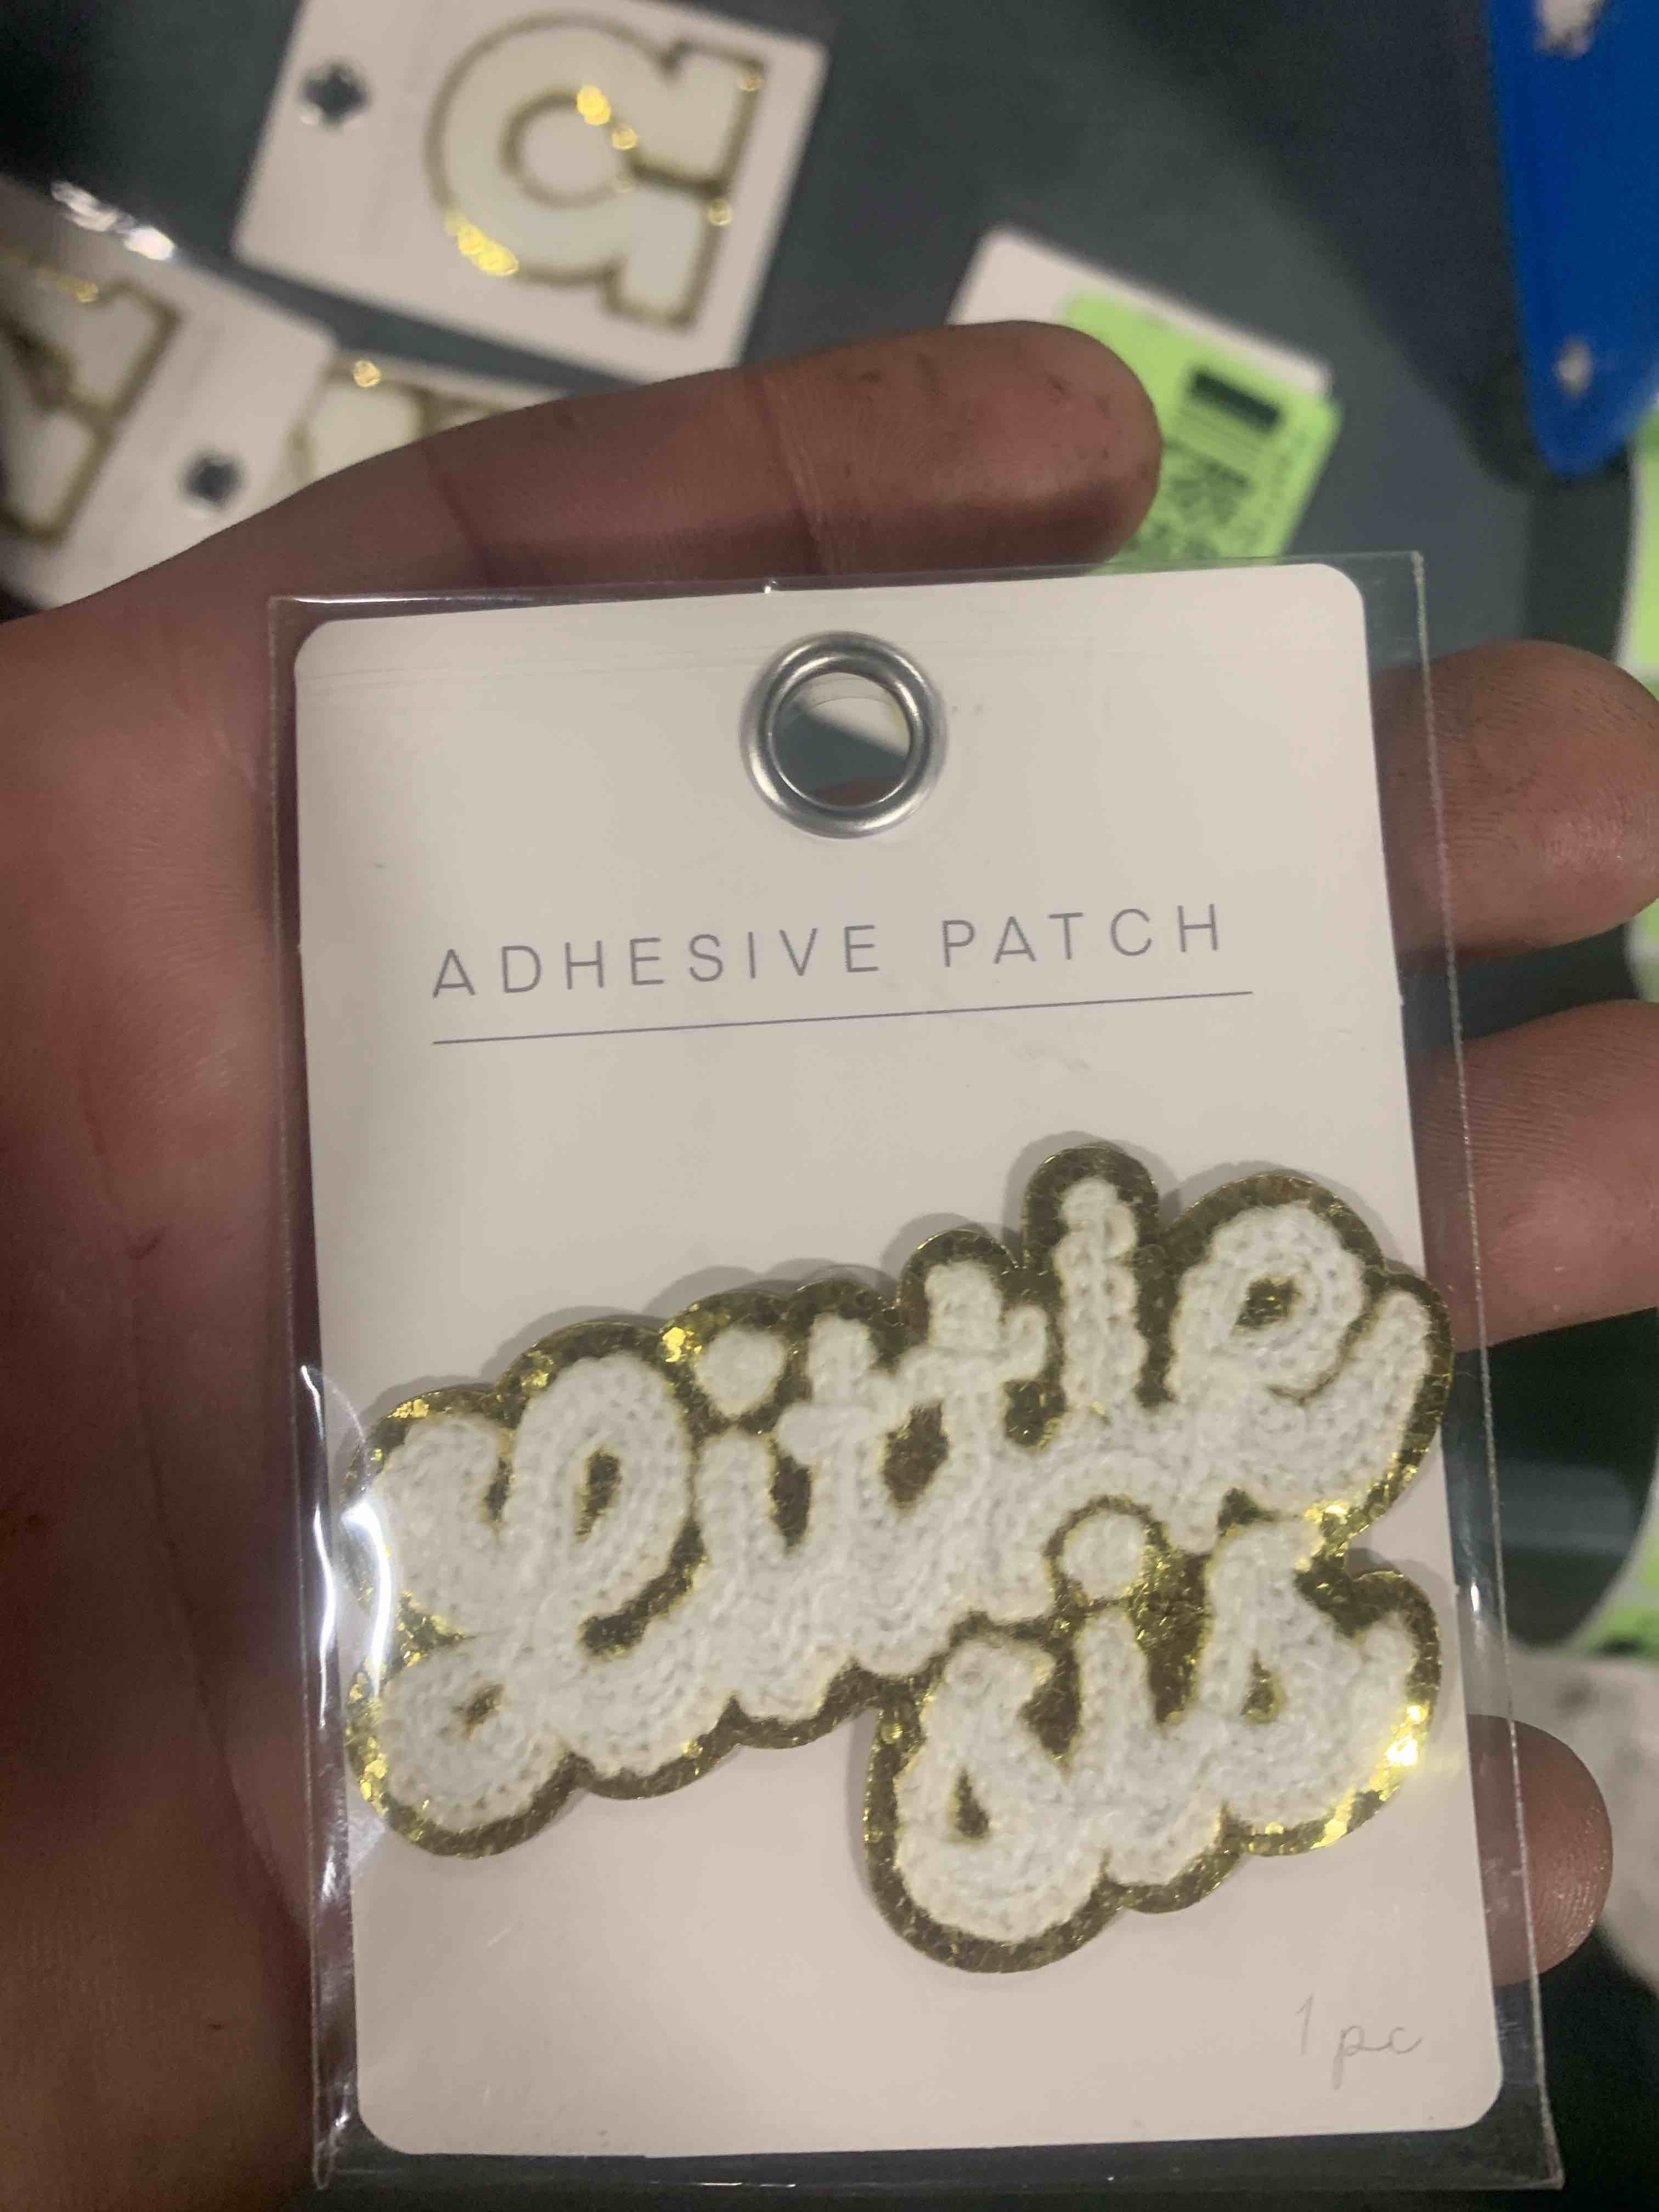 ADHESIVE PATCH
Little
sis
1 pc